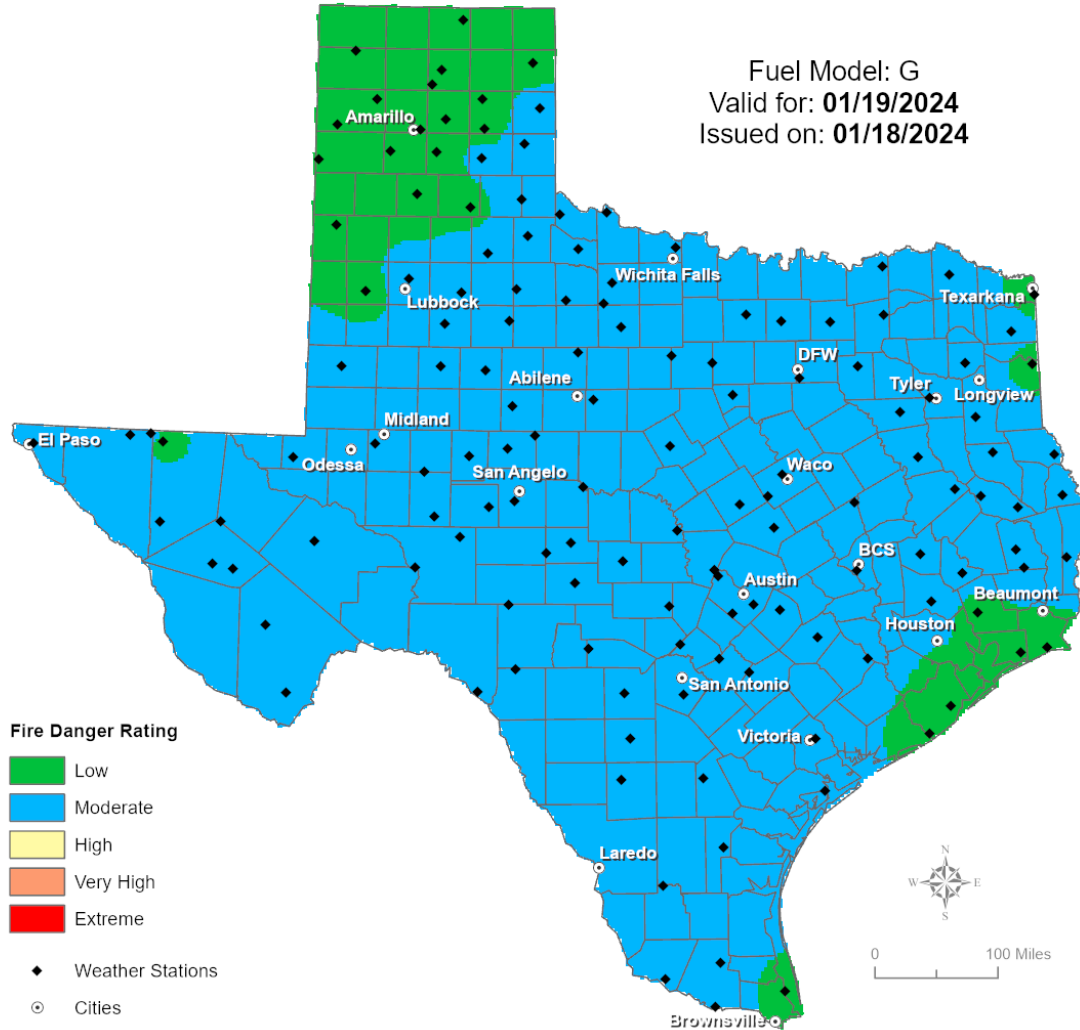 Fuel Model: G
Valid for: 01/19/2024
Issued on: 01/18/2024
Amarillo
Wichita Falls
Lubbock
Texarkana
DFW
Abilene
Tyler
Longview
Midland
El Paso
Odessa
San Angelo
Waco
BCS
Austin
Beaumont
Houston
San Antonio
Victoria
Laredo
Brownsville
Fire Danger Rating
Low
Moderate
High
Very High
Extreme
Weather Stations
Cities
N
W E
S
0 100 Miles